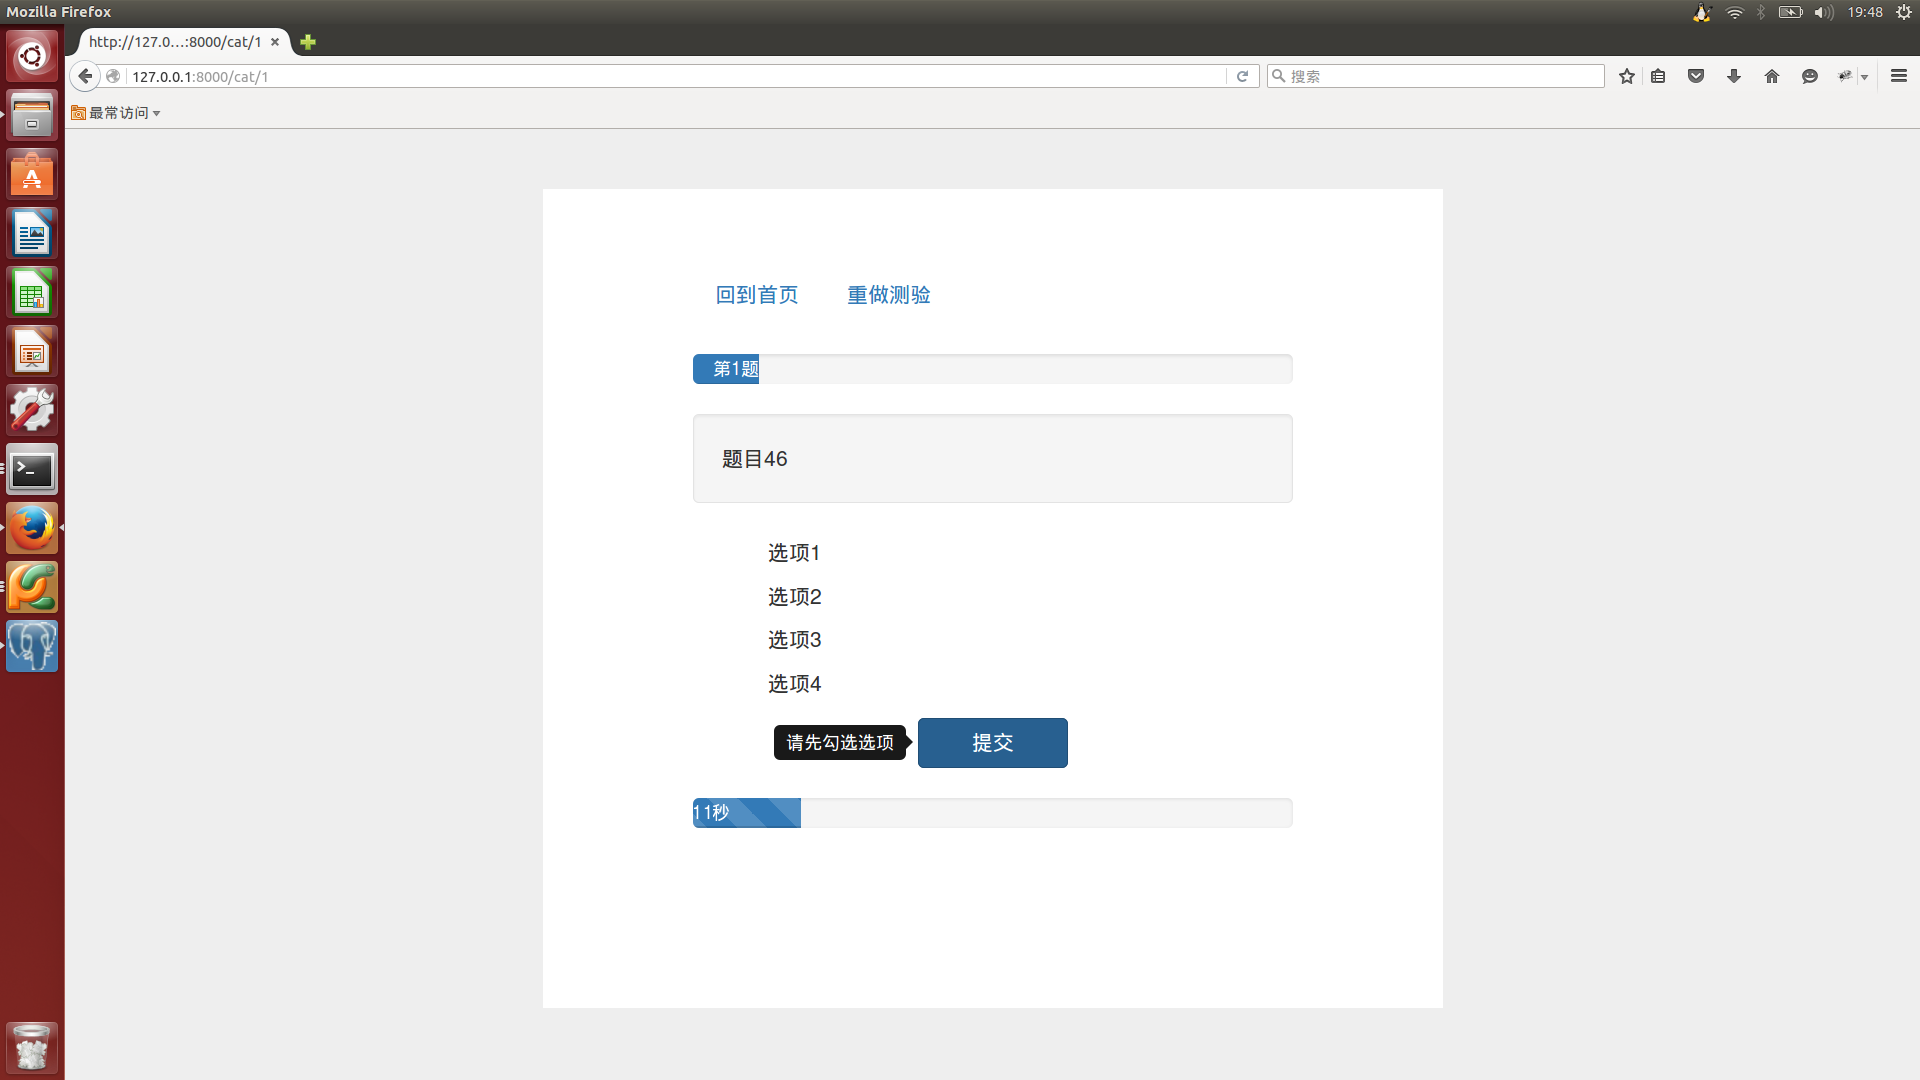 Mozilla Firefox
19:48
http://127.0...:8000/cat/1
127.0.0.1:8000/cat/1
搜索
最常访问
回到首页 重做测验
第1题
题目46
选项1
选项2
选项3
选项4
请先勾选选项 提交
11秒